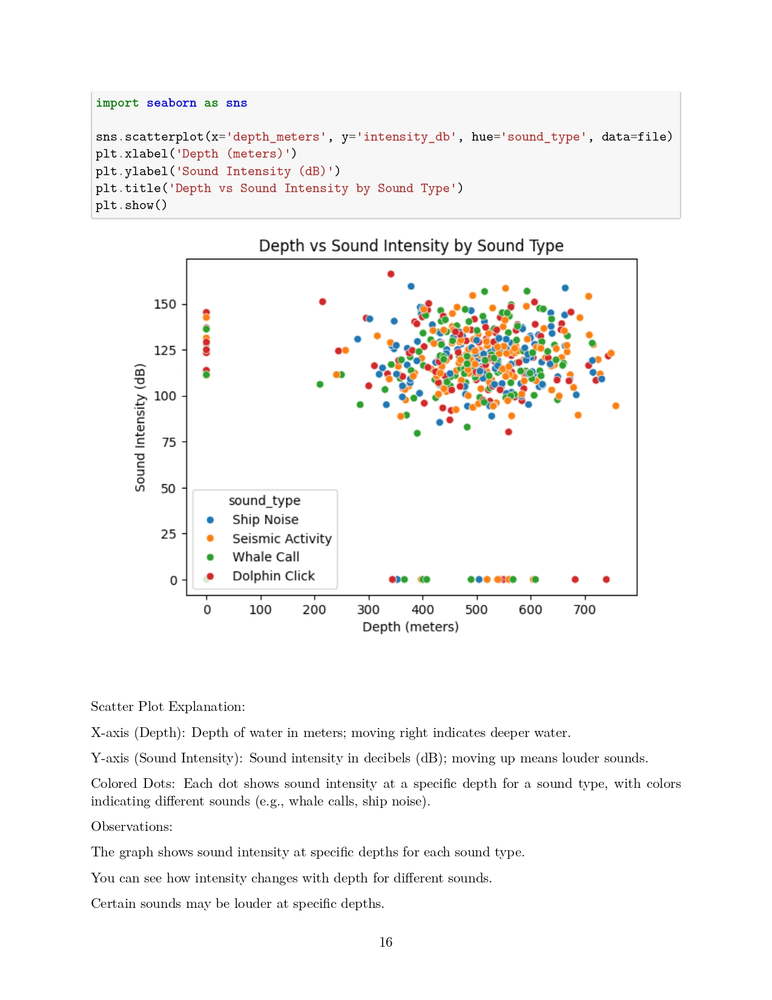 import seaborn as sns
sns.scatterplot(x='depth_meters', y='intensity_db', hue='sound_type', data=file)
plt.xlabel('Depth (meters)')
plt.ylabel('Sound Intensity (dB)')
plt.title('Depth vs Sound Intensity by Sound Type')
plt.show()
Depth vs Sound Intensity by Sound Type
150
125
100
75
50
25
0
Sound Intensity (dB)
sound_type
Ship Noise
Seismic Activity
Whale Call
Dolphin Click
0 100 200 300 400 500 600 700
Depth (meters)
Scatter Plot Explanation:
X-axis (Depth): Depth of water in meters; moving right indicates deeper water.
Y-axis (Sound Intensity): Sound intensity in decibels (dB); moving up means louder sounds.
Colored Dots: Each dot shows sound intensity at a specific depth for a sound type, with colors
indicating different sounds (e.g., whale calls, ship noise).
Observations:
The graph shows sound intensity at specific depths for each sound type.
You can see how intensity changes with depth for different sounds.
Certain sounds may be louder at specific depths.
16